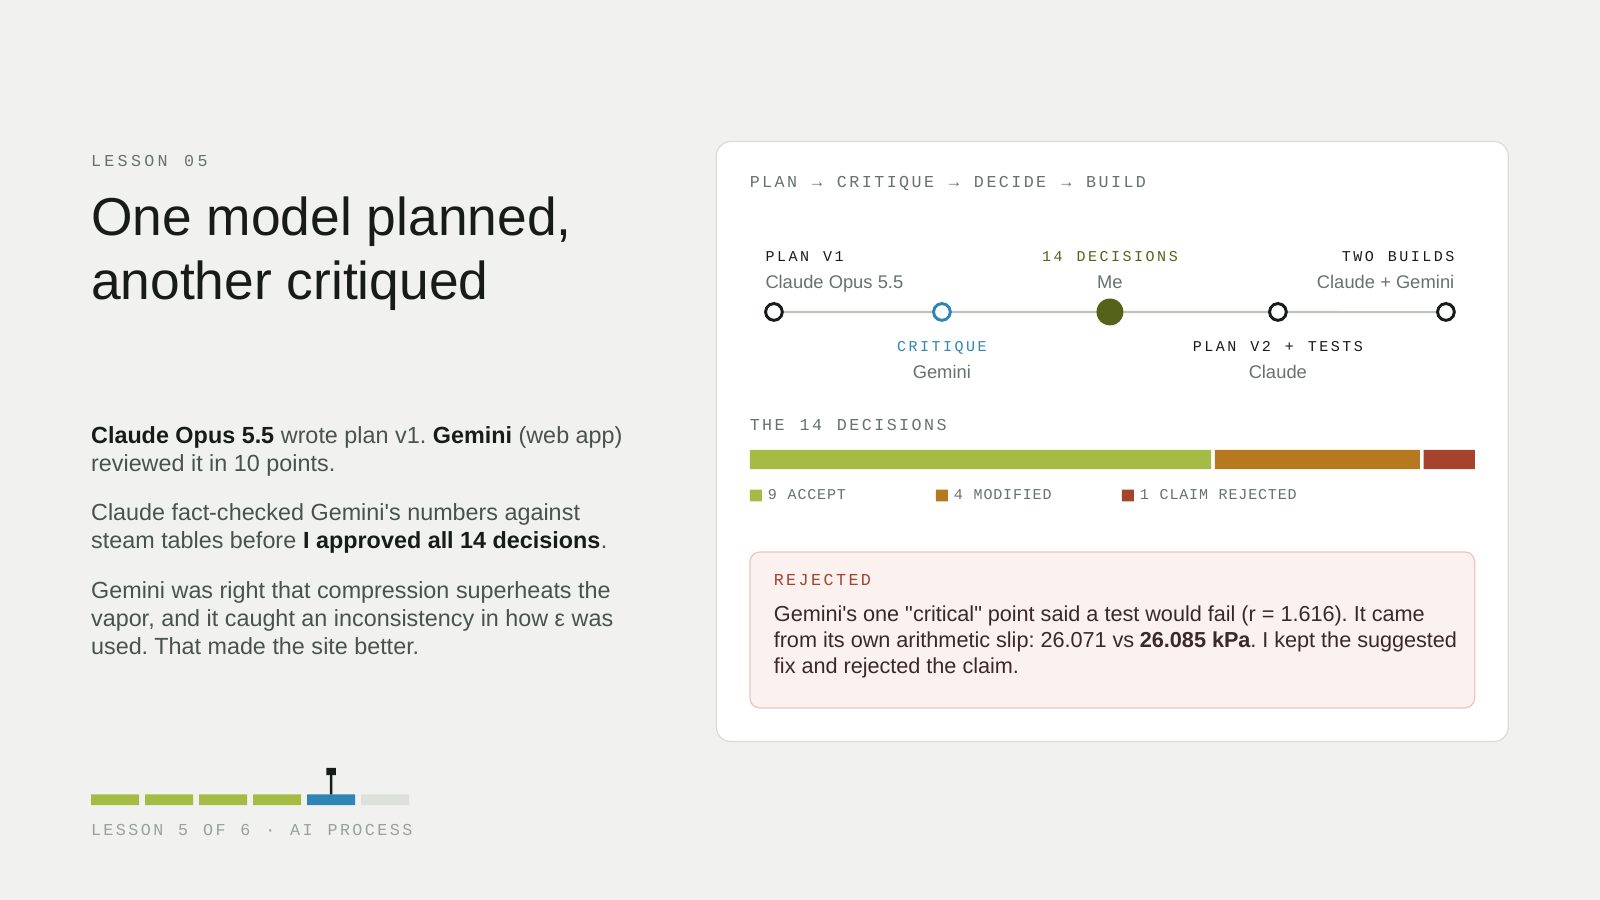 LESSON 05
One model planned,
another critiqued
Claude Opus 5.5 wrote plan v1. Gemini (web app)
reviewed it in 10 points.
Claude fact-checked Gemini's numbers against
steam tables before I approved all 14 decisions.
Gemini was right that compression superheats the
vapor, and it caught an inconsistency in how ε was
used. That made the site better.
LESSON 5 OF 6 · AI PROCESS
PLAN → CRITIQUE → DECIDE → BUILD
PLAN V1
Claude Opus 5.5
14 DECISIONS
Me
TWO BUILDS
Claude + Gemini
CRITIQUE
Gemini
PLAN V2 + TESTS
Claude
THE 14 DECISIONS
9 ACCEPT
4 MODIFIED
1 CLAIM REJECTED
REJECTED
Gemini's one "critical" point said a test would fail (r = 1.616). It came
from its own arithmetic slip: 26.071 vs 26.085 kPa. I kept the suggested
fix and rejected the claim.